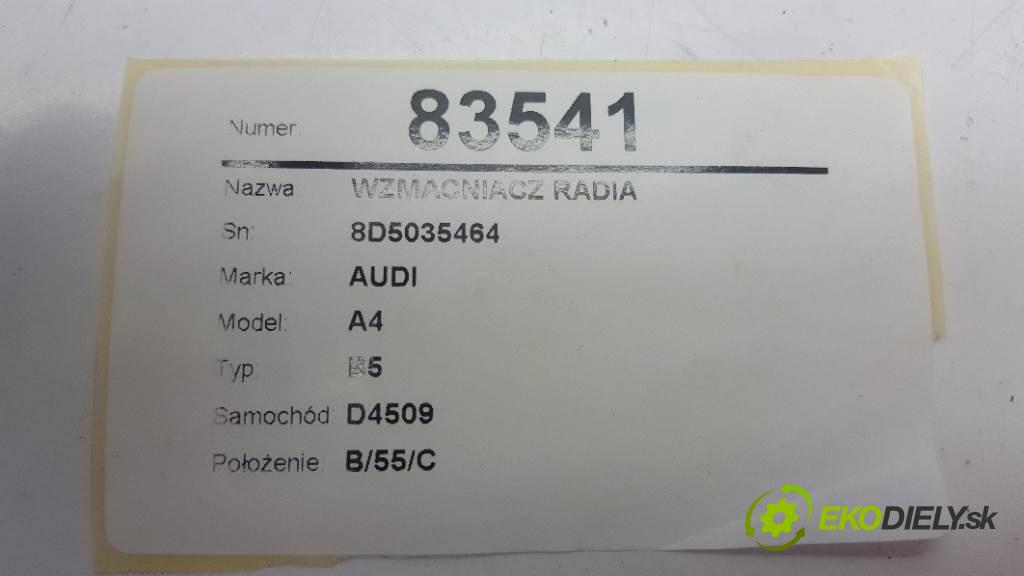 Numer: 83541
Nazwa WZMACNIACZ RADIA
Sn: 8D5035464
Marka: AUDI
Model: A4
Typ: B5
Samochód: D4509
Położenie: B/55/C
EKODIELY.sk